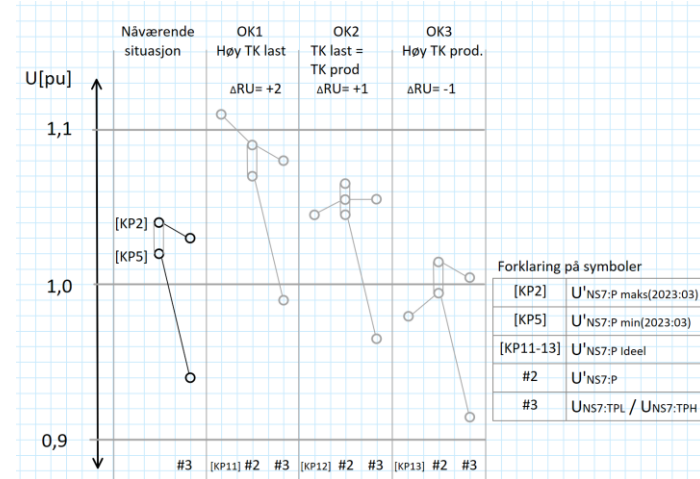 Nåværende situasjon
OK1
Høy TK last
ΔRU= +2
OK2
TK last =
TK prod
ΔRU= +1
OK3
Høy TK prod.
ΔRU= -1
U[pu]
1,1
1,0
0,9
[KP2]
[KP5]
#3
[KP11] #2 #3
[KP12] #2 #3
[KP13] #2 #3
Forklaring på symboler
[KP2] U'NS7:P maks(2023:03)
[KP5] U'NS7:P min(2023:03)
[KP11-13] U'NS7:P Ideel
#2 U'NS7:P
#3 UNS7:TPL / UNS7:TPH